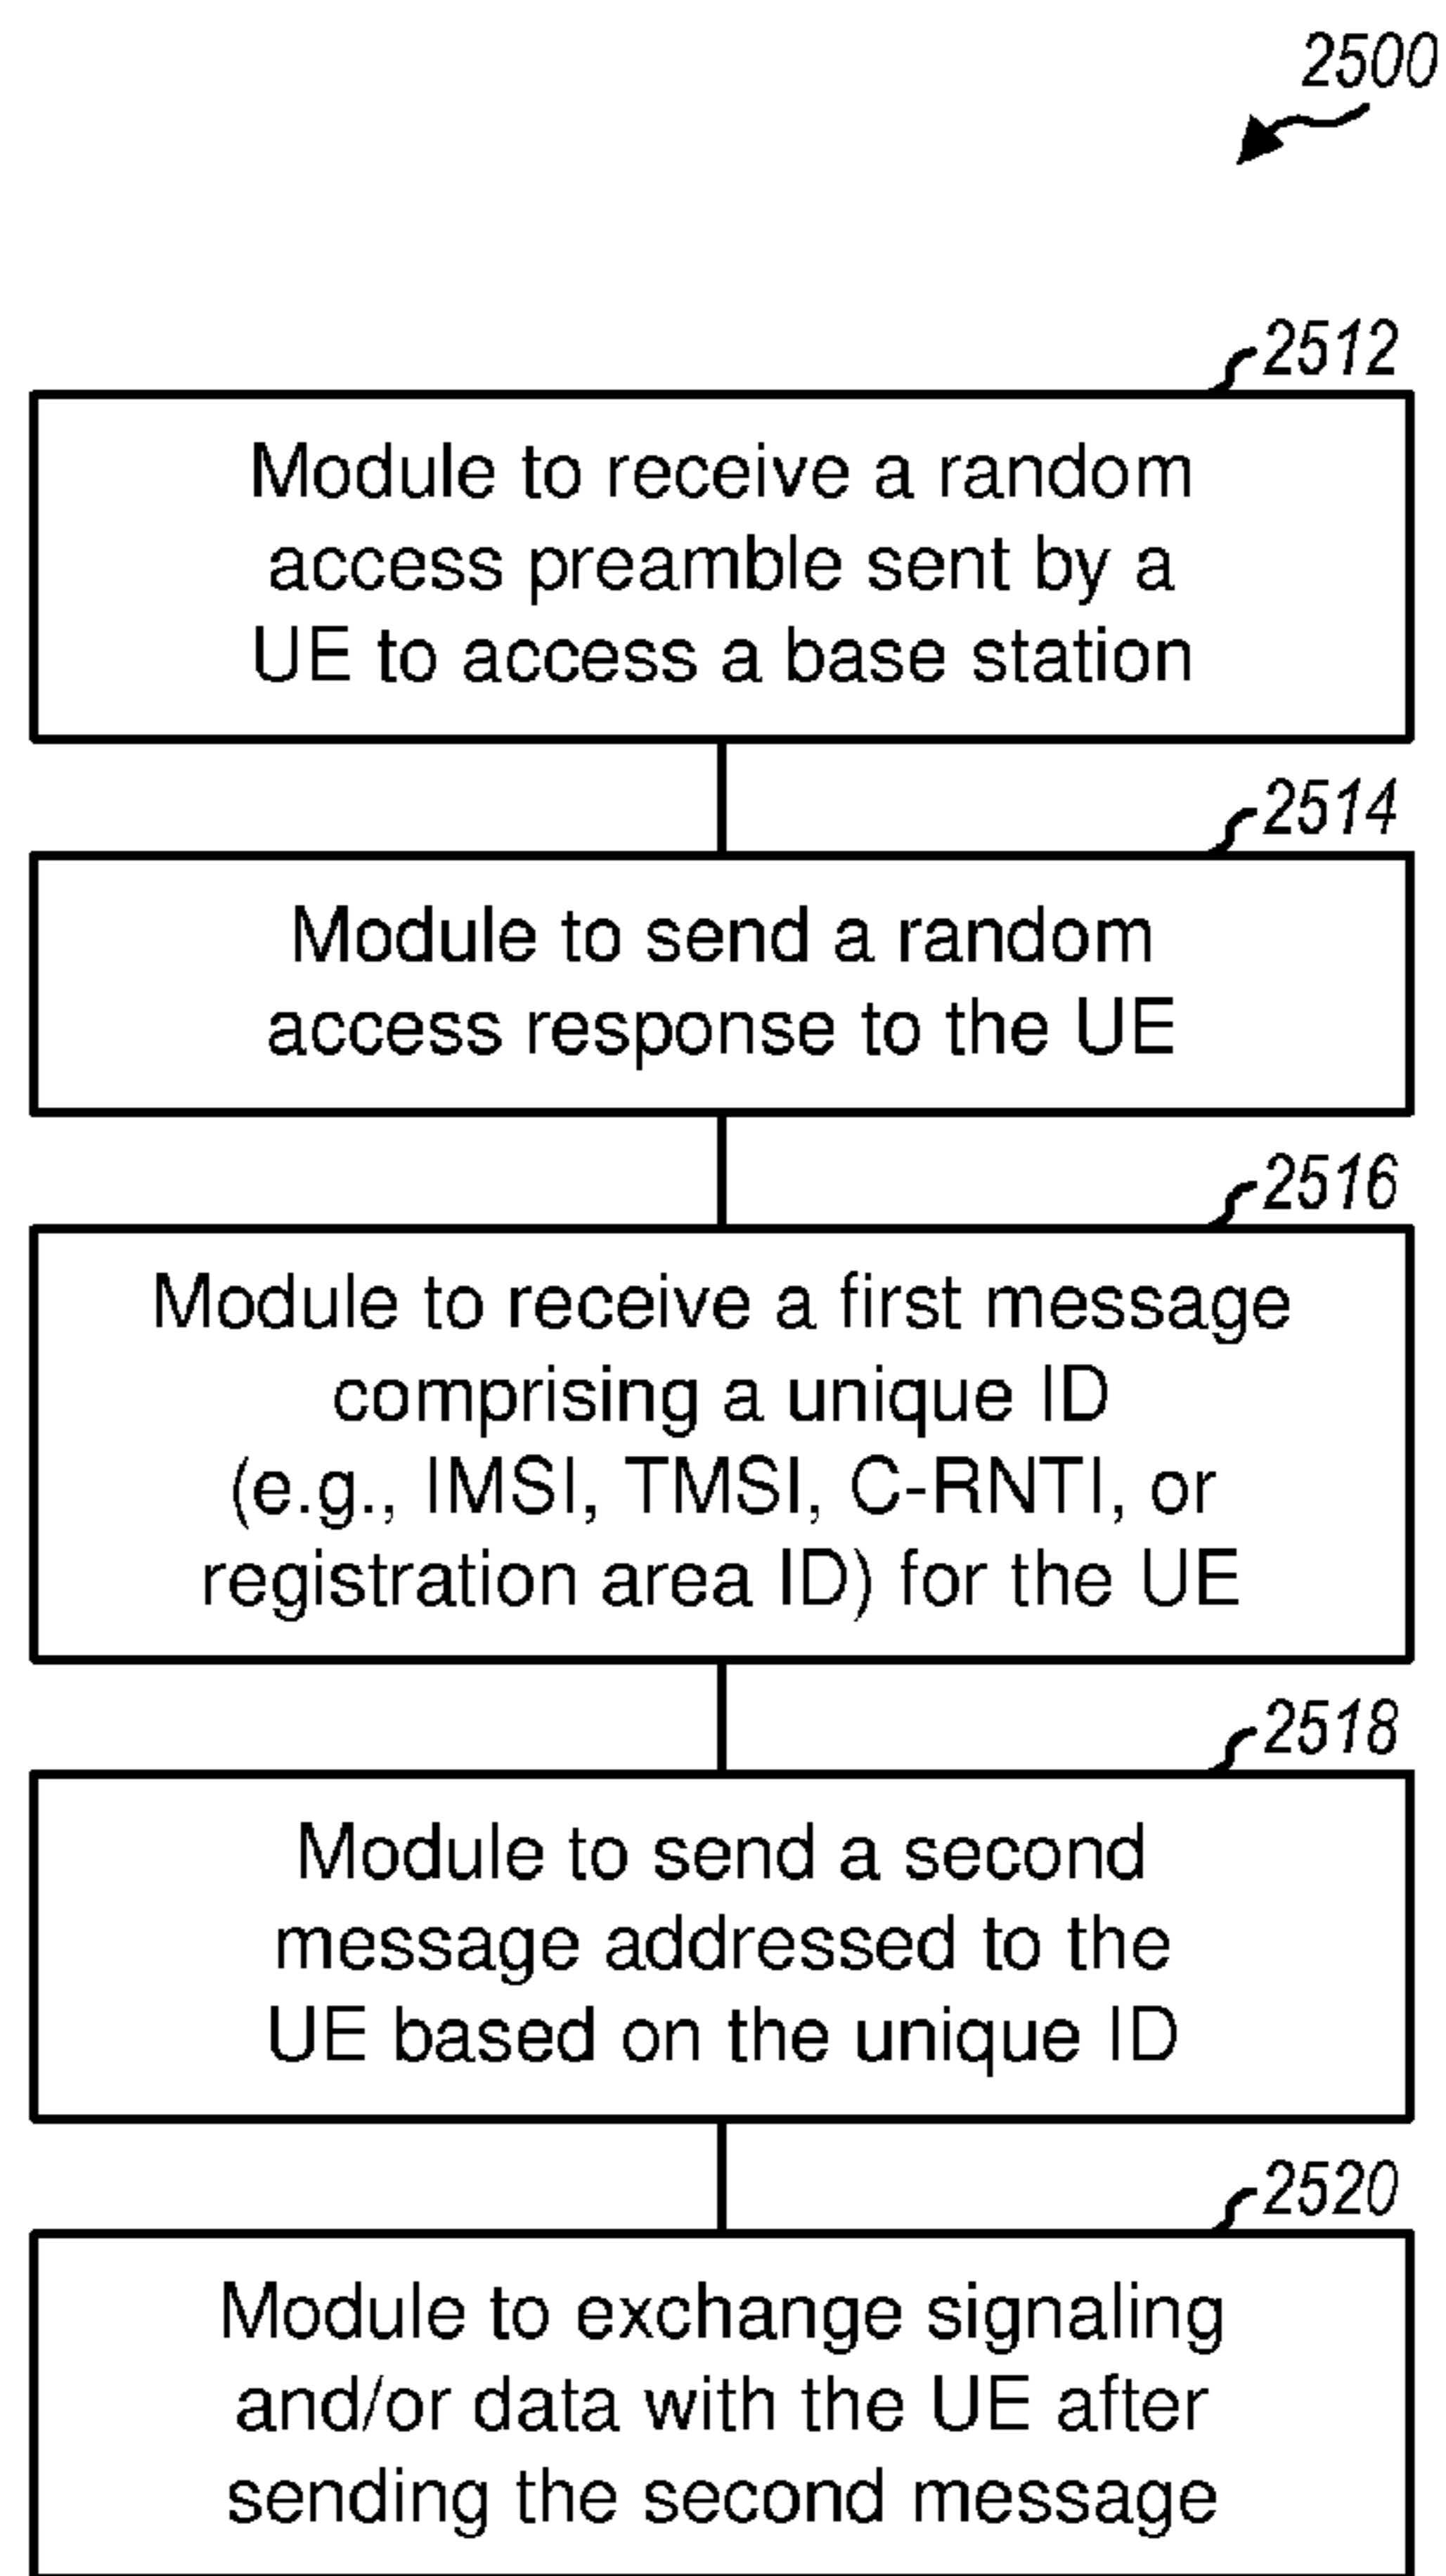 2500
2512
Module to receive a random
access preamble sent by a
UE to access a base station
2514
Module to send a random
access response to the UE
2516
Module to receive a first message
comprising a unique ID
(e.g., IMSI, TMSI, C-RNTI, or
registration area ID) for the UE
2518
Module to send a second
message addressed to the
UE based on the unique ID
2520
Module to exchange signaling
and/or data with the UE after
sending the second message